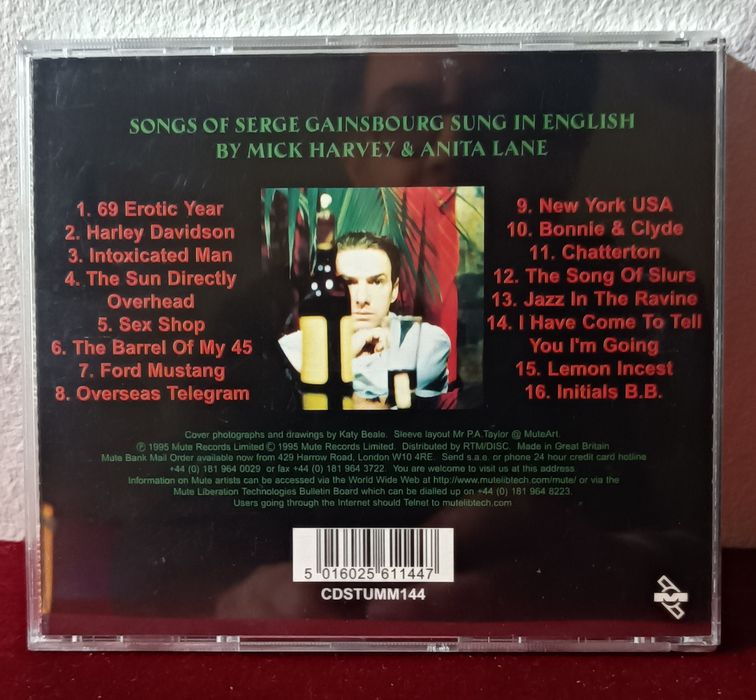 SONGS OF SERGE GAINSBOURG SUNG IN ENGLISH
BY MICK HARVEY & ANITA LANE
1. 69 Erotic Year
2. Harley Davidson
3. Intoxicated Man
4. The Sun Directly
Overhead
5. Sex Shop
6. The Barrel Of My 45
7. Ford Mustang
8. Overseas Telegram
9. New York USA
10. Bonnie & Clyde
11. Chatterton
12. The Song Of Slurs
13. Jazz In The Ravine
14. I Have Come To Tell
You I'm Going
15. Lemon Incest
16. Initials B.B.
Cover photographs and drawings by Katy Beale. Sleeve layout Mr P.A.Taylor @ MuteArt.
℗ 1995 Mute Records Limited © 1995 Mute Records Limited. Distributed by RTM/DISC. Made in Great Britain
Mute Bank Mail Order available now from 429 Harrow Road, London W10 4RE. Send s.a.e. or phone 24 hour credit card hotline
+44 (0) 181 964 0029 or fax +44 (0) 181 964 3722. You are welcome to visit us at this address.
Information on Mute artists can be accessed via the World Wide Web at http://www.mutelibtech.com/mute/ or via the
Mute Liberation Technologies Bulletin Board which can be dialled up on +44 (0) 181 964 8223.
Users going through the Internet should Telnet to mutelibtech.com
5 016025 611447
CDSTUMM144